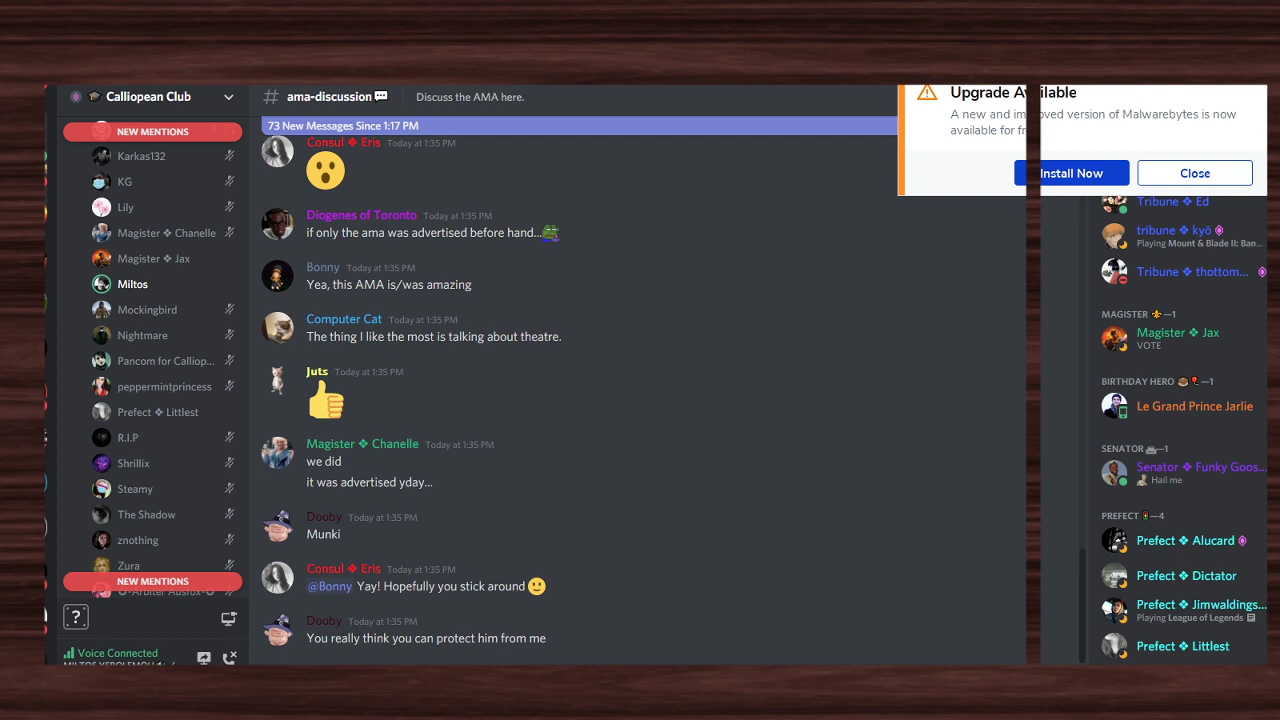 Calliopean Club
NEW MENTIONS
Karkas132
KG
Lily
Magister ❖ Chanelle
Magister ❖ Jax
Miltos
Mockingbird
Nightmare
Pancom for Calliop...
peppermintprincess
Prefect ❖ Littlest
R.I.P
Shrillix
Steamy
The Shadow
znothing
Zura
NEW MENTIONS
?
Voice Connected
# ama-discussion
Discuss the AMA here.
73 New Messages Since 1:17 PM
Consul ❖ Eris Today at 1:35 PM
Diogenes of Toronto Today at 1:35 PM
if only the ama was advertised before hand...
Bonny Today at 1:35 PM
Yea, this AMA is/was amazing
Computer Cat Today at 1:35 PM
The thing I like the most is talking about theatre.
Juts Today at 1:35 PM
Magister ❖ Chanelle Today at 1:35 PM
we did
it was advertised yday...
Dooby Today at 1:35 PM
Munki
Consul ❖ Eris Today at 1:35 PM
@Bonny Yay! Hopefully you stick around
Dooby Today at 1:35 PM
You really think you can protect him from me
Upgrade Available
A new and improved version of Malwarebytes is now
available for
Install Now
Close
Tribune ❖ Ed
tribune ❖ kyō
Playing Mount & Blade II: Ban...
Tribune ❖ thottom...
MAGISTER —1
Magister ❖ Jax
VOTE
BIRTHDAY HERO —1
Le Grand Prince Jarlie
SENATOR —1
Senator ❖ Funky Goos...
Hail me
PREFECT —4
Prefect ❖ Alucard
Prefect ❖ Dictator
Prefect ❖ Jimwaldings...
Playing League of Legends
Prefect ❖ Littlest